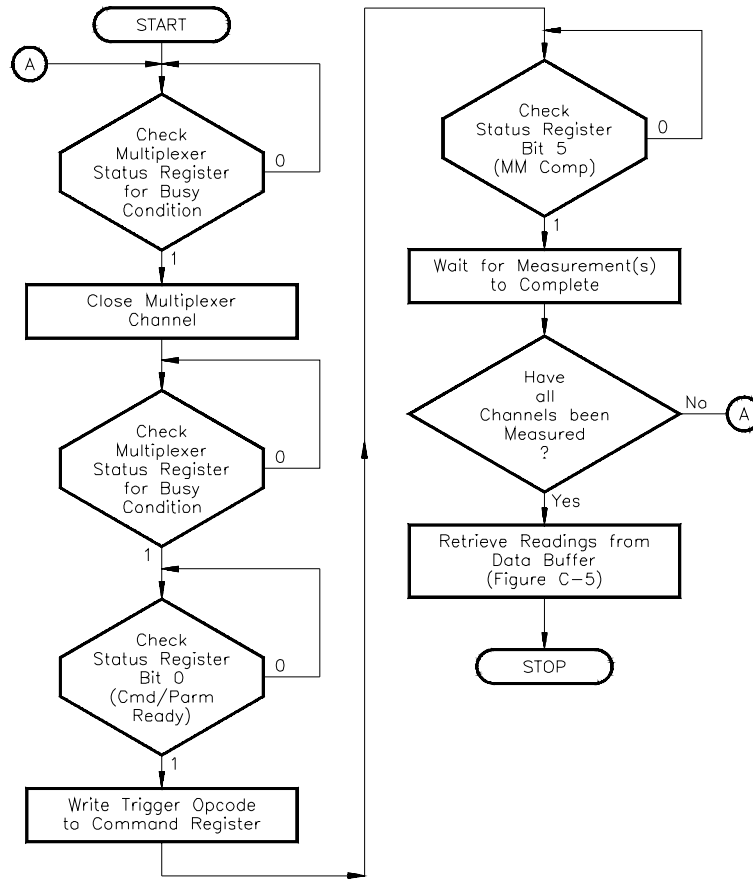 START
A
Check
Multiplexer
Status Register
for Busy
Condition
0
1
Close Multiplexer
Channel
Check
Multiplexer
Status Register
for Busy
Condition
0
1
Check
Status Register
Bit 0
(Cmd/Parm
Ready)
0
1
Write Trigger Opcode
to Command Register
Check
Status Register
Bit 5
(MM Comp)
0
1
Wait for Measurement(s)
to Complete
Have
all
Channels been
Measured
?
No
A
Yes
Retrieve Readings from
Data Buffer
(Figure C-5)
STOP